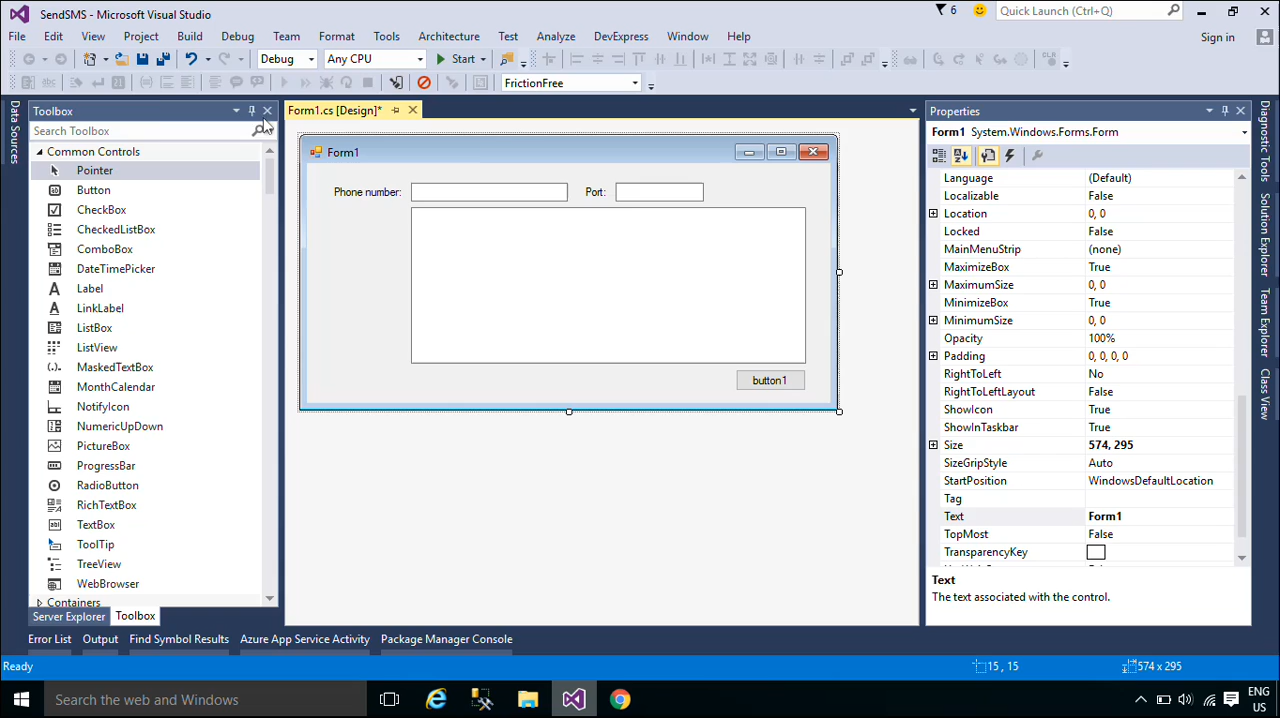 SendSMS - Microsoft Visual Studio
6
Quick Launch (Ctrl+Q)
File Edit View Project Build Debug Team Format Tools Architecture Test Analyze DevExpress Window Help
Sign in
Debug Any CPU Start
FrictionFree
Data Sources
Toolbox
Search Toolbox
Common Controls
Pointer
Button
CheckBox
CheckedListBox
ComboBox
DateTimePicker
Label
LinkLabel
ListBox
ListView
MaskedTextBox
MonthCalendar
NotifyIcon
NumericUpDown
PictureBox
ProgressBar
RadioButton
RichTextBox
TextBox
ToolTip
TreeView
WebBrowser
Containers
Server Explorer Toolbox
Form1.cs [Design]*
Form1
Phone number: Port:
button1
Properties
Form1 System.Windows.Forms.Form
Language (Default)
Localizable False
Location 0, 0
Locked False
MainMenuStrip (none)
MaximizeBox True
MaximumSize 0, 0
MinimizeBox True
MinimumSize 0, 0
Opacity 100%
Padding 0, 0, 0, 0
RightToLeft No
RightToLeftLayout False
ShowIcon True
ShowInTaskbar True
Size 574, 295
SizeGripStyle Auto
StartPosition WindowsDefaultLocation
Tag
Text Form1
TopMost False
TransparencyKey
Text
The text associated with the control.
Diagnostic Tools
Solution Explorer
Team Explorer
Class View
Error List Output Find Symbol Results Azure App Service Activity Package Manager Console
Ready 15 , 15 574 x 295
Search the web and Windows
ENG
US